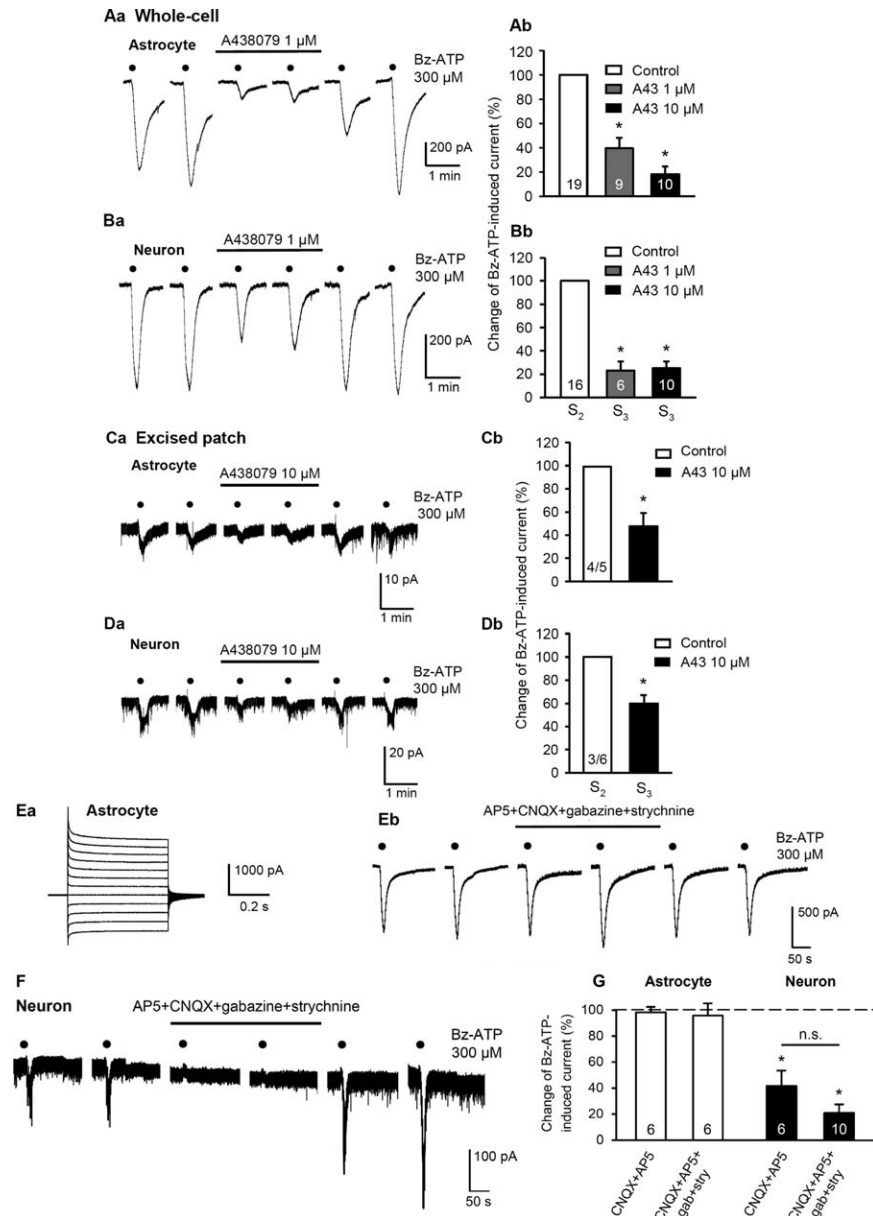 Aa Whole-cell
Astrocyte
A438079 1 µM
Bz-ATP
300 µM
200 pA
1 min
Ab
Change of Bz-ATP-induced current (%)
120
100
80
60
40
20
0
Control
A43 1 µM
A43 10 µM
*
*
19
9
10
Ba
Neuron
A438079 1 µM
Bz-ATP
300 µM
200 pA
1 min
Bb
120
100
80
60
40
20
0
Control
A43 1 µM
A43 10 µM
*
*
16
6
10
S2
S3
S3
Ca Excised patch
Astrocyte
A438079 10 µM
Bz-ATP
300 µM
10 pA
1 min
Cb
Change of Bz-ATP-induced current (%)
120
100
80
60
40
20
0
Control
A43 10 µM
*
4/5
Da
Neuron
A438079 10 µM
Bz-ATP
300 µM
20 pA
1 min
Db
120
100
80
60
40
20
0
Control
A43 10 µM
*
3/6
S2
S3
Ea
Astrocyte
1000 pA
0.2 s
Eb
AP5+CNQX+gabazine+strychnine
Bz-ATP
300 µM
500 pA
50 s
F
Neuron
AP5+CNQX+gabazine+strychnine
Bz-ATP
300 µM
100 pA
50 s
G
Astrocyte
Neuron
Change of Bz-ATP-
induced current (%)
100
80
60
40
20
0
n.s.
*
*
6
6
6
10
CNQX+AP5
CNQX+AP5+
gab+stry
CNQX+AP5
CNQX+AP5+
gab+stry